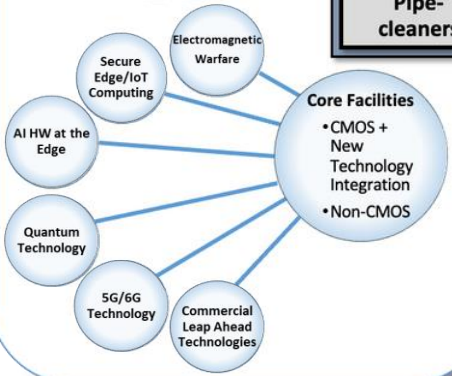 Pipe-
cleaners
Electromagnetic
Warfare
Secure
Edge/IoT
Computing
AI HW at the
Edge
Quantum
Technology
5G/6G
Technology
Commercial
Leap Ahead
Technologies
Core Facilities
•CMOS +
New
Technology
Integration
•Non-CMOS